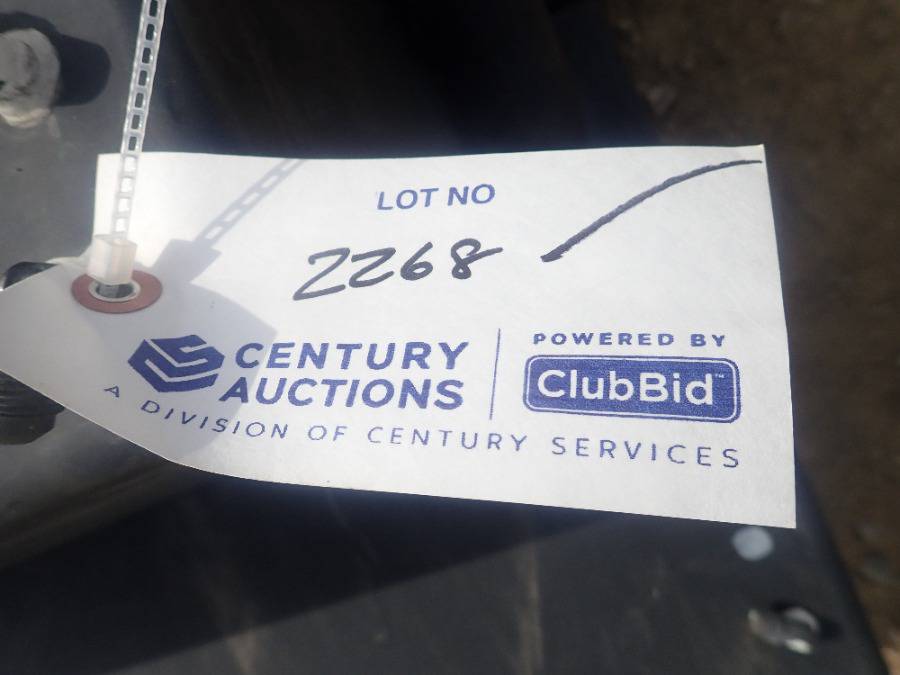 LOT NO
2268
CENTURY AUCTIONS
POWERED BY
ClubBid™
A DIVISION OF CENTURY SERVICES